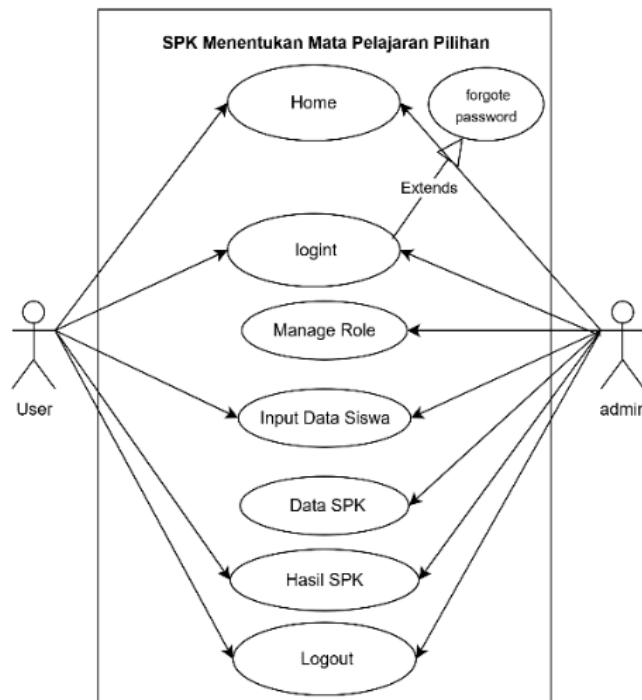 SPK Menentukan Mata Pelajaran Pilihan
Home
forgote
password
Extends
logint
Manage Role
User
admin
Input Data Siswa
Data SPK
Hasil SPK
Logout